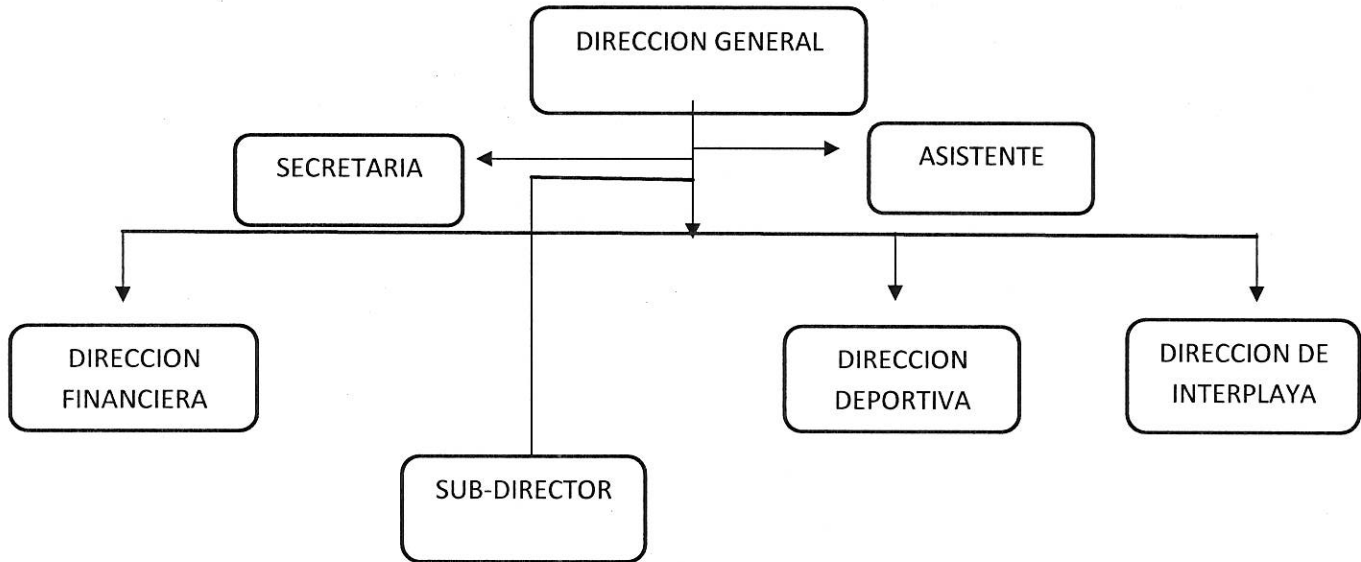 DIRECCION GENERAL
SECRETARIA
ASISTENTE
DIRECCION
FINANCIERA
DIRECCION
DEPORTIVA
DIRECCION DE
INTERPLAYA
SUB-DIRECTOR